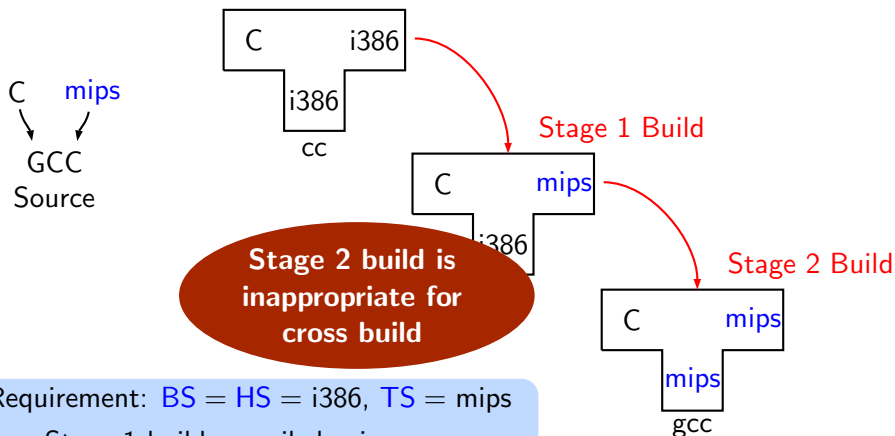 C i386
i386
cc
C mips
GCC
Source
Stage 1 Build
C mips
i386
Stage 2 build is
inappropriate for
cross build
Stage 2 Build
C mips
mips
gcc
Requirement: BS = HS = i386, TS = mips